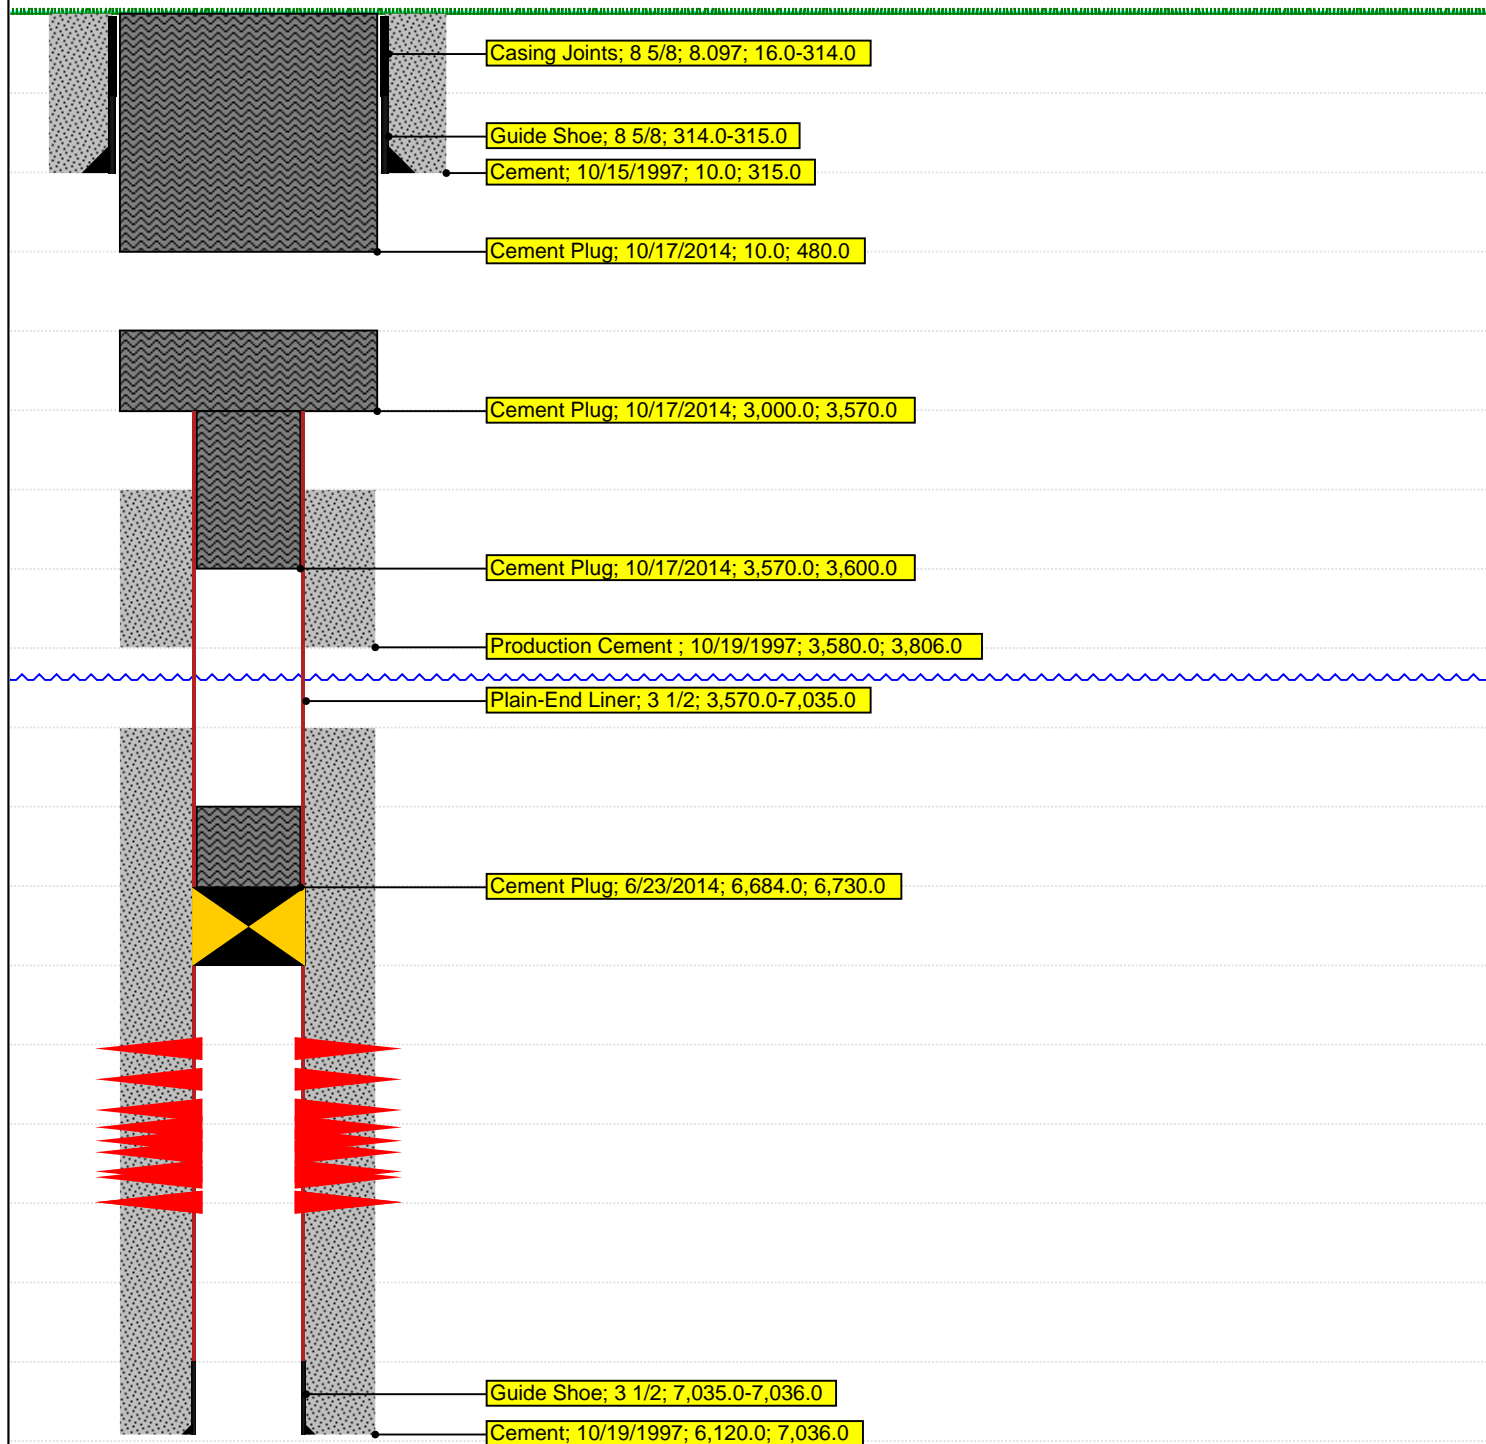 Casing Joints; 8 5/8; 8.097; 16.0-314.0
Guide Shoe; 8 5/8; 314.0-315.0
Cement; 10/15/1997; 10.0; 315.0
Cement Plug; 10/17/2014; 10.0; 480.0
Cement Plug; 10/17/2014; 3,000.0; 3,570.0
Cement Plug; 10/17/2014; 3,570.0; 3,600.0
Production Cement ; 10/19/1997; 3,580.0; 3,806.0
Plain-End Liner; 3 1/2; 3,570.0-7,035.0
Cement Plug; 6/23/2014; 6,684.0; 6,730.0
Guide Shoe; 3 1/2; 7,035.0-7,036.0
Cement; 10/19/1997; 6,120.0; 7,036.0